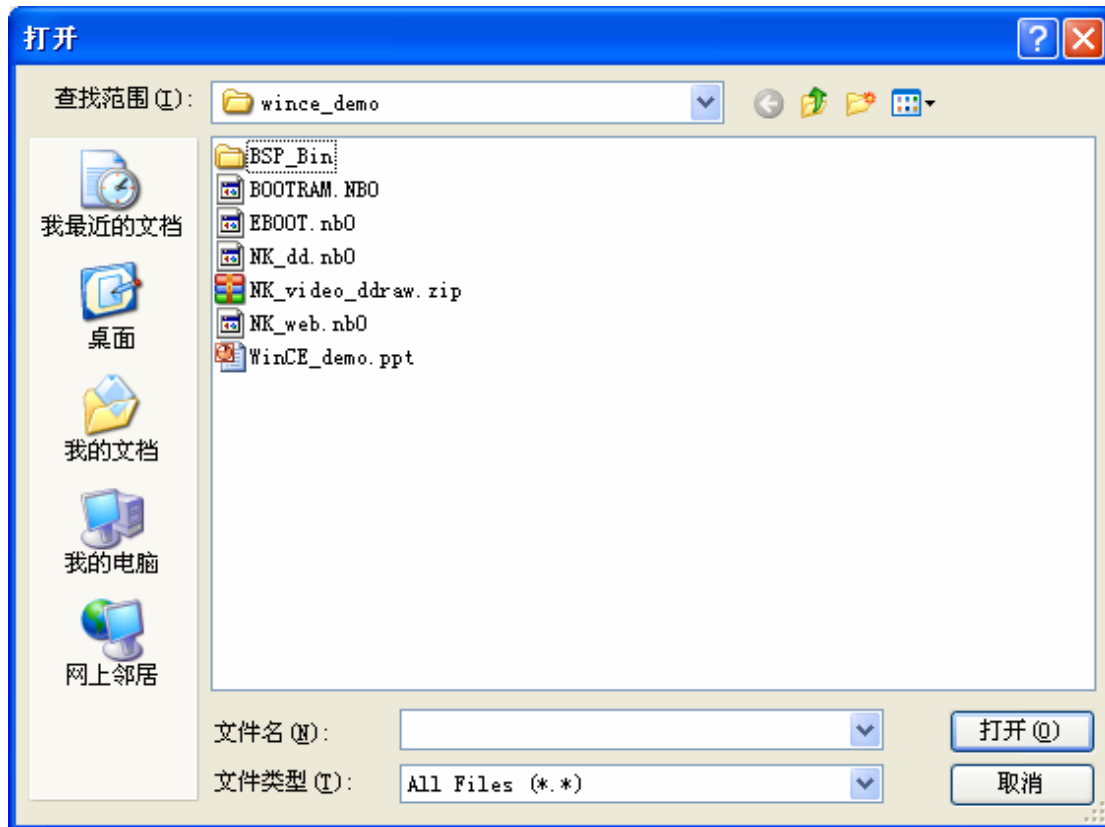 打开
查找范围(I):
wince_demo
BSP_Bin
BOOTRAM.NB0
EBOOT.nb0
NK_dd.nb0
NK_video_ddraw.zip
NK_web.nb0
WinCE_demo.ppt
我最近的文档
桌面
我的文档
我的电脑
网上邻居
文件名(N):
打开(O)
文件类型(T):
All Files (*.*)
取消